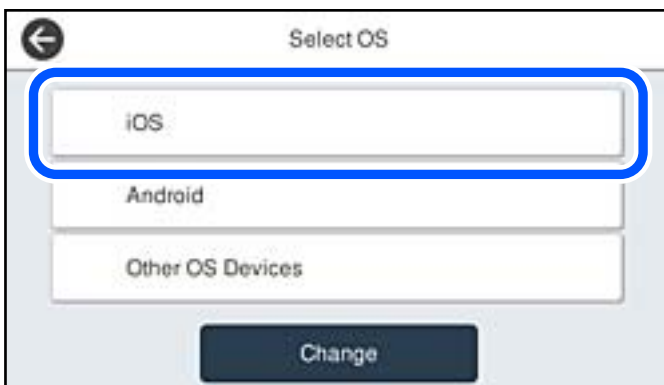 Select OS
iOS
Android
Other OS Devices
Change